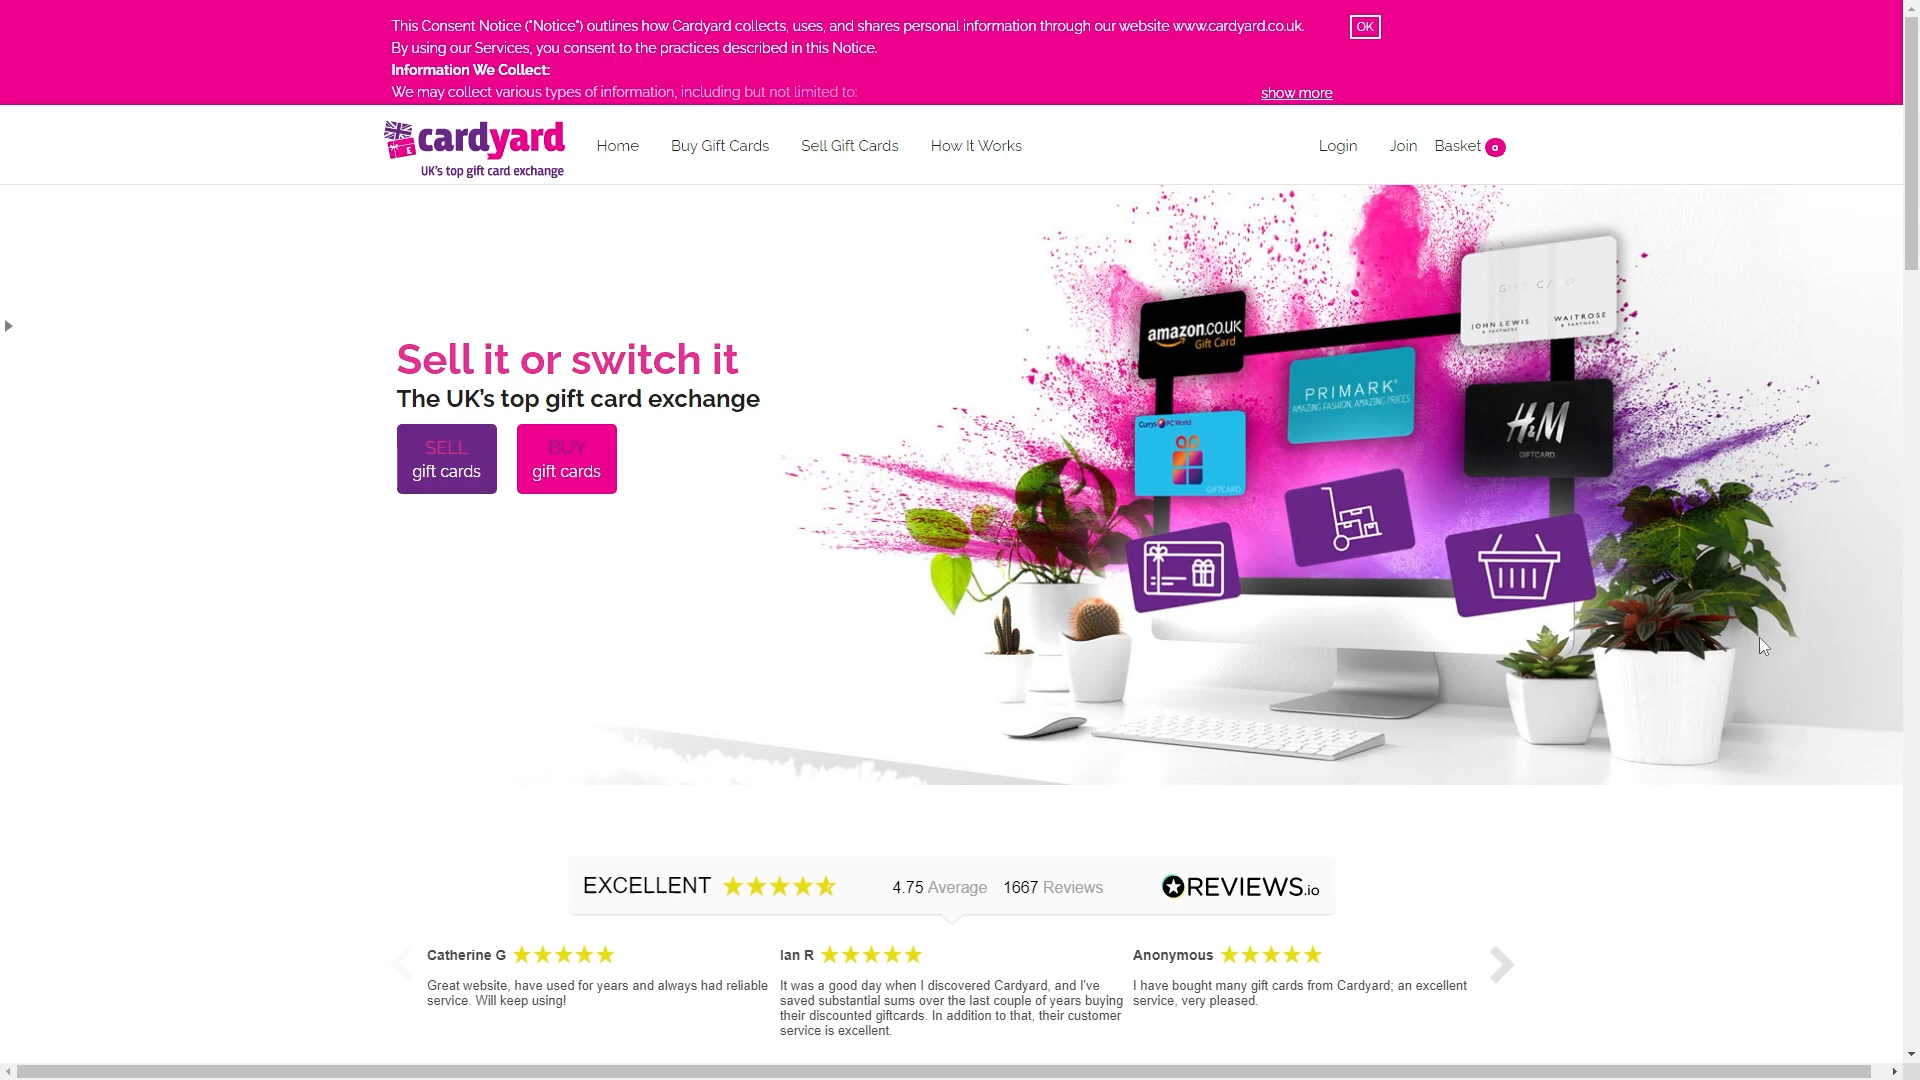 This Consent Notice ("Notice") outlines how Cardyard collects, uses, and shares personal information through our website www.cardyard.co.uk.
OK
By using our Services, you consent to the practices described in this Notice.
Information We Collect:
We may collect various types of information, including but not limited to:
show more
cardyard
UK's top gift card exchange
Home
Buy Gift Cards
Sell Gift Cards
How It Works
Login
Join
Basket
0
Sell it or switch it
The UK's top gift card exchange
SELL
gift cards
BUY
gift cards
amazon.co.uk
Gift Card
GIFT CARD
JOHN LEWIS
& PARTNERS
WAITROSE
& PARTNERS
PRIMARK
AMAZING FASHION, AMAZING PRICES
Currys PC World
GIFTCARD
H&M
GIFTCARD
EXCELLENT
4.75 Average
1667 Reviews
REVIEWS.io
Catherine G
Great website, have used for years and always had reliable
service. Will keep using!
Ian R
It was a good day when I discovered Cardyard, and I've
saved substantial sums over the last couple of years buying
their discounted giftcards. In addition to that, their customer
service is excellent.
Anonymous
I have bought many gift cards from Cardyard; an excellent
service, very pleased.